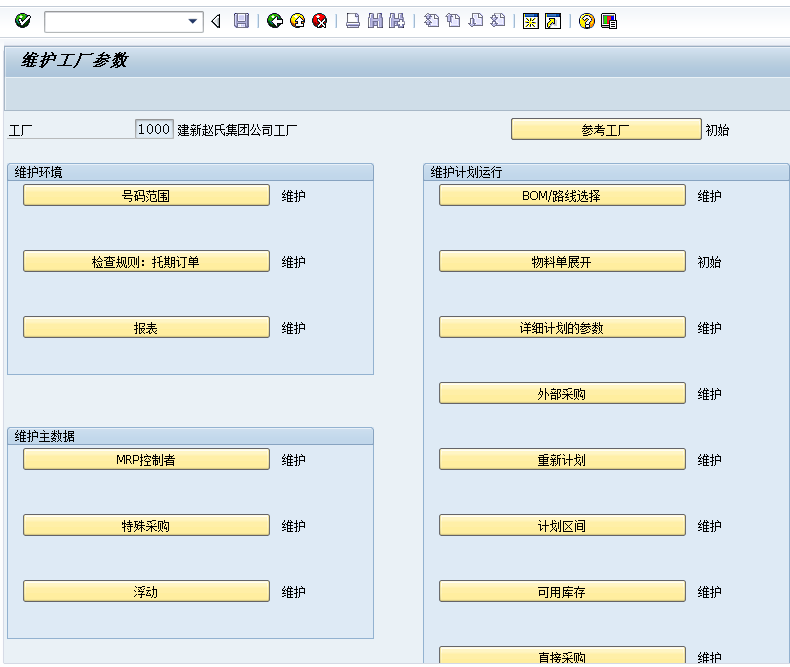 维护工厂参数
工厂 1000 建新赵氏集团公司工厂 参考工厂 初始
维护环境
号码范围 维护
检查规则：托期订单 维护
报表 维护
维护主数据
MRP控制者 维护
特殊采购 维护
浮动 维护
维护计划运行
BOM/路线选择 维护
物料单展开 初始
详细计划的参数 维护
外部采购 维护
重新计划 维护
计划区间 维护
可用库存 维护
直接采购 维护